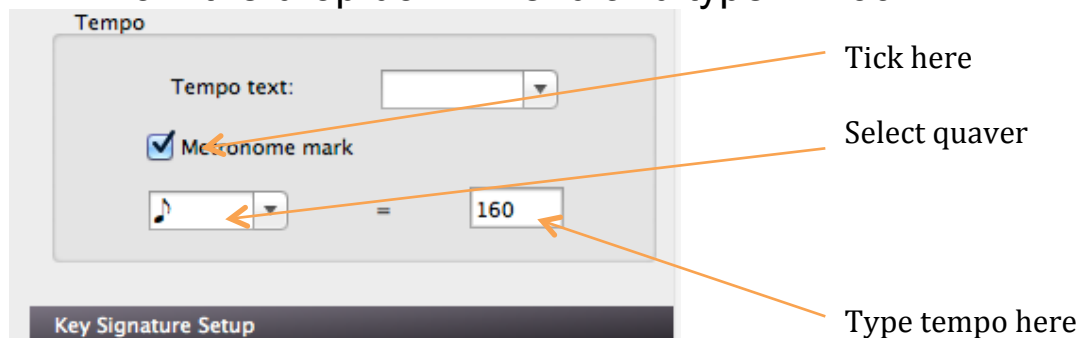 Tempo
Tick here
Tempo text:
Select quaver
Metronome mark
♪ = 160
Key Signature Setup
Type tempo here